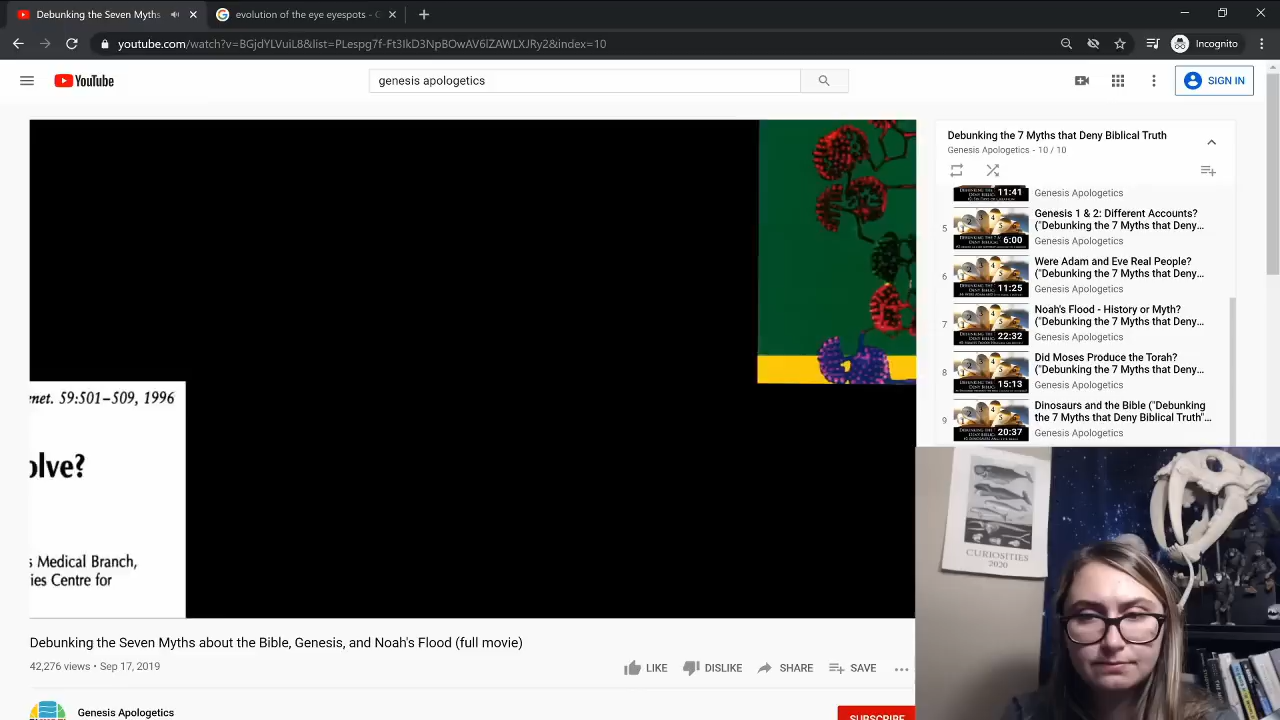 Debunking the Seven Myths
evolution of the eye eyespots - G
youtube.com/watch?v=BGjdYLVuiL8&list=PLespg7f-Ft3IkD3NpBOwAV6lZAWLXJRy2&index=10
Incognito
YouTube
genesis apologetics
SIGN IN
Debunking the 7 Myths that Deny Biblical Truth
Genesis Apologetics - 10 / 10
11:41
Genesis Apologetics
5
6:00
Genesis 1 & 2: Different Accounts?
("Debunking the 7 Myths that Deny...
Genesis Apologetics
6
11:25
Were Adam and Eve Real People?
("Debunking the 7 Myths that Deny...
Genesis Apologetics
7
22:32
Noah's Flood - History or Myth?
("Debunking the 7 Myths that Deny...
Genesis Apologetics
8
15:13
Did Moses Produce the Torah?
("Debunking the 7 Myths that Deny...
Genesis Apologetics
9
20:37
Dinosaurs and the Bible ("Debunking
the 7 Myths that Deny Biblical Truth"...
Genesis Apologetics
net. 59:501–509, 1996
olve?
s Medical Branch,
ies Centre for
CURIOSITIES
2020
Debunking the Seven Myths about the Bible, Genesis, and Noah's Flood (full movie)
42,276 views • Sep 17, 2019
LIKE
DISLIKE
SHARE
SAVE
Genesis Apologetics
SUBSCRIBE